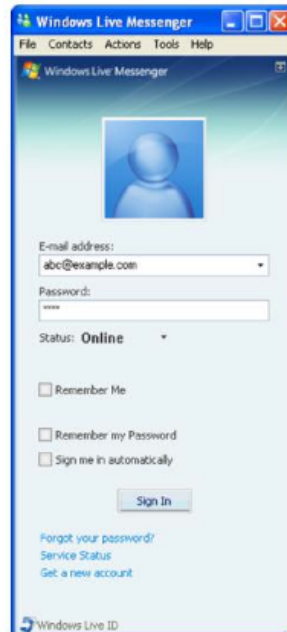 Windows Live Messenger
File Contacts Actions Tools Help
Windows Live Messenger
E-mail address:
abc@example.com
Password:
****
Status: Online
Remember Me
Remember my Password
Sign me in automatically
Sign In
Forgot your password?
Service Status
Get a new account
Windows Live ID